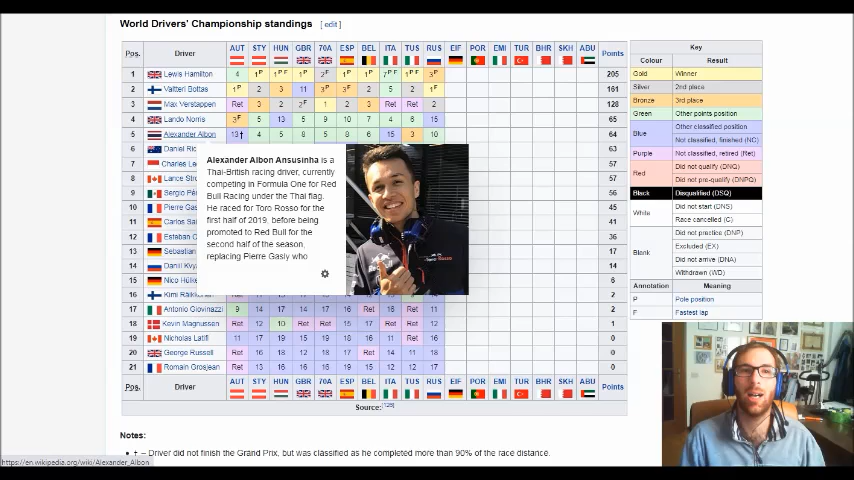 World Drivers' Championship standings [ edit ]
Pos. Driver AUT STY HUN GBR 70A ESP BEL ITA TUS RUS EIF POR EMI TUR BHR SKH ABU Points
1 Lewis Hamilton 4 1P 1P F 1P 2F 1P 1P 7P F 1P F 3P 205
2 Valtteri Bottas 1P 2 3 11 3P 3F 2 5 2 1F 161
3 Max Verstappen Ret 3 2 2F 1 2 3 Ret Ret 2 128
4 Lando Norris 3F 5 13 5 9 10 7 4 6 15 65
5 Alexander Albon 13† 4 5 8 5 8 6 15 3 10 64
6 Daniel Ric 63
7 Charles Le 57
8 Lance Str 57
9 Sergio Pé 56
10 Pierre Gas 45
11 Carlos Sai 41
12 Esteban O 36
13 Sebastian 17
14 Daniil Kvy 14
15 Nico Hülke 6
16 Kimi Räikkön 2
17 Antonio Giovinazzi 9 14 17 Ret 17 16 Ret 16 Ret 11 2
18 Kevin Magnussen Ret 12 10 Ret Ret 15 17 Ret Ret 12 1
19 Nicholas Latifi 11 17 19 15 19 18 16 11 Ret 16 0
20 George Russell Ret 16 18 12 18 17 Ret 14 11 18 0
21 Romain Grosjean Ret 13 16 16 16 19 15 12 12 17 0
Pos. Driver AUT STY HUN GBR 70A ESP BEL ITA TUS RUS EIF POR EMI TUR BHR SKH ABU Points
Source:
Alexander Albon Ansusinha is a
Thai-British racing driver, currently
competing in Formula One for Red
Bull Racing under the Thai flag.
He raced for Toro Rosso for the
first half of 2019, before being
promoted to Red Bull for the
second half of the season,
replacing Pierre Gasly who
Key
Colour Result
Gold Winner
Silver 2nd place
Bronze 3rd place
Green Other points position
Blue Other classified position
Not classified, finished (NC)
Purple Not classified, retired (Ret)
Red Did not qualify (DNQ)
Did not pre-qualify (DNPQ)
Black Disqualified (DSQ)
White Did not start (DNS)
Race cancelled (C)
Blank Did not practice (DNP)
Excluded (EX)
Did not arrive (DNA)
Withdrawn (WD)
Annotation Meaning
P Pole position
F Fastest lap
Notes:
• † – Driver did not finish the Grand Prix, but was classified as he completed more than 90% of the race distance.
https://en.wikipedia.org/wiki/Alexander_Albon